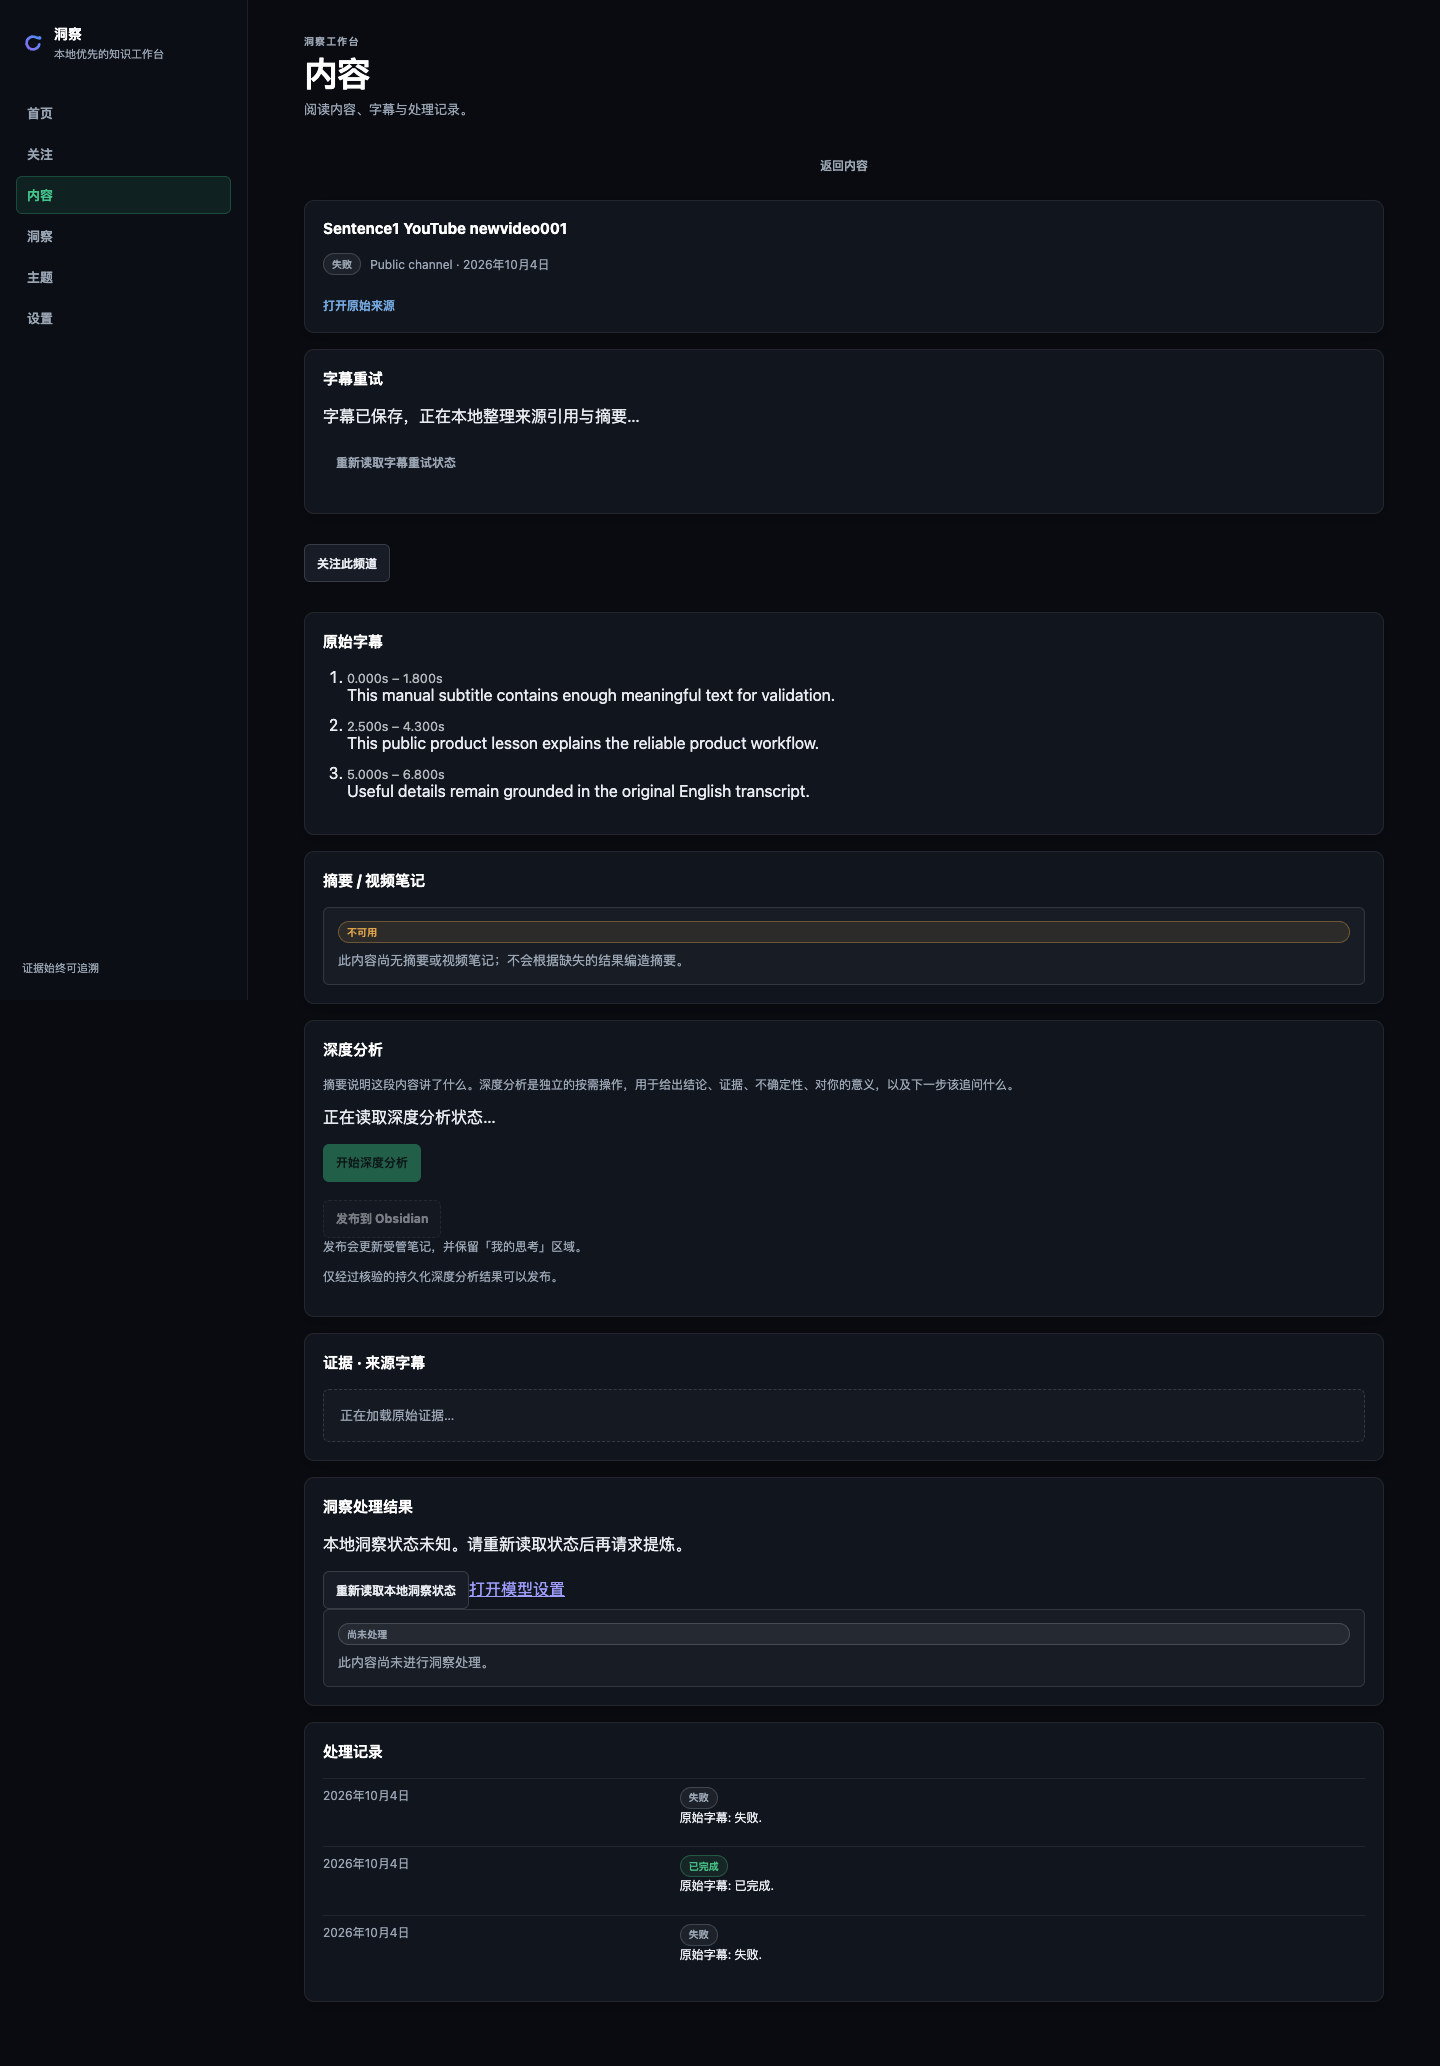 洞察
本地优先的知识工作台
首页
关注
内容
洞察
主题
设置
证据始终可追溯
洞察工作台
内容
阅读内容、字幕与处理记录。
返回内容
Sentence1 YouTube newvideo001
失败 Public channel · 2026年10月4日
打开原始来源
字幕重试
字幕已保存，正在本地整理来源引用与摘要...
重新读取字幕重试状态
关注此频道
原始字幕
1. 0.000s – 1.800s
This manual subtitle contains enough meaningful text for validation.
2. 2.500s – 4.300s
This public product lesson explains the reliable product workflow.
3. 5.000s – 6.800s
Useful details remain grounded in the original English transcript.
摘要 / 视频笔记
不可用
此内容尚无摘要或视频笔记；不会根据缺失的结果编造摘要。
深度分析
摘要说明这段内容讲了什么。深度分析是独立的按需操作，用于给出结论、证据、不确定性、对你的意义，以及下一步该追问什么。
正在读取深度分析状态...
开始深度分析
发布到 Obsidian
发布会更新受管笔记，并保留「我的思考」区域。
仅经过核验的持久化深度分析结果可以发布。
证据 · 来源字幕
正在加载原始证据...
洞察处理结果
本地洞察状态未知。请重新读取状态后再请求提炼。
重新读取本地洞察状态 打开模型设置
尚未处理
此内容尚未进行洞察处理。
处理记录
2026年10月4日 失败
原始字幕: 失败.
2026年10月4日 已完成
原始字幕: 已完成.
2026年10月4日 失败
原始字幕: 失败.